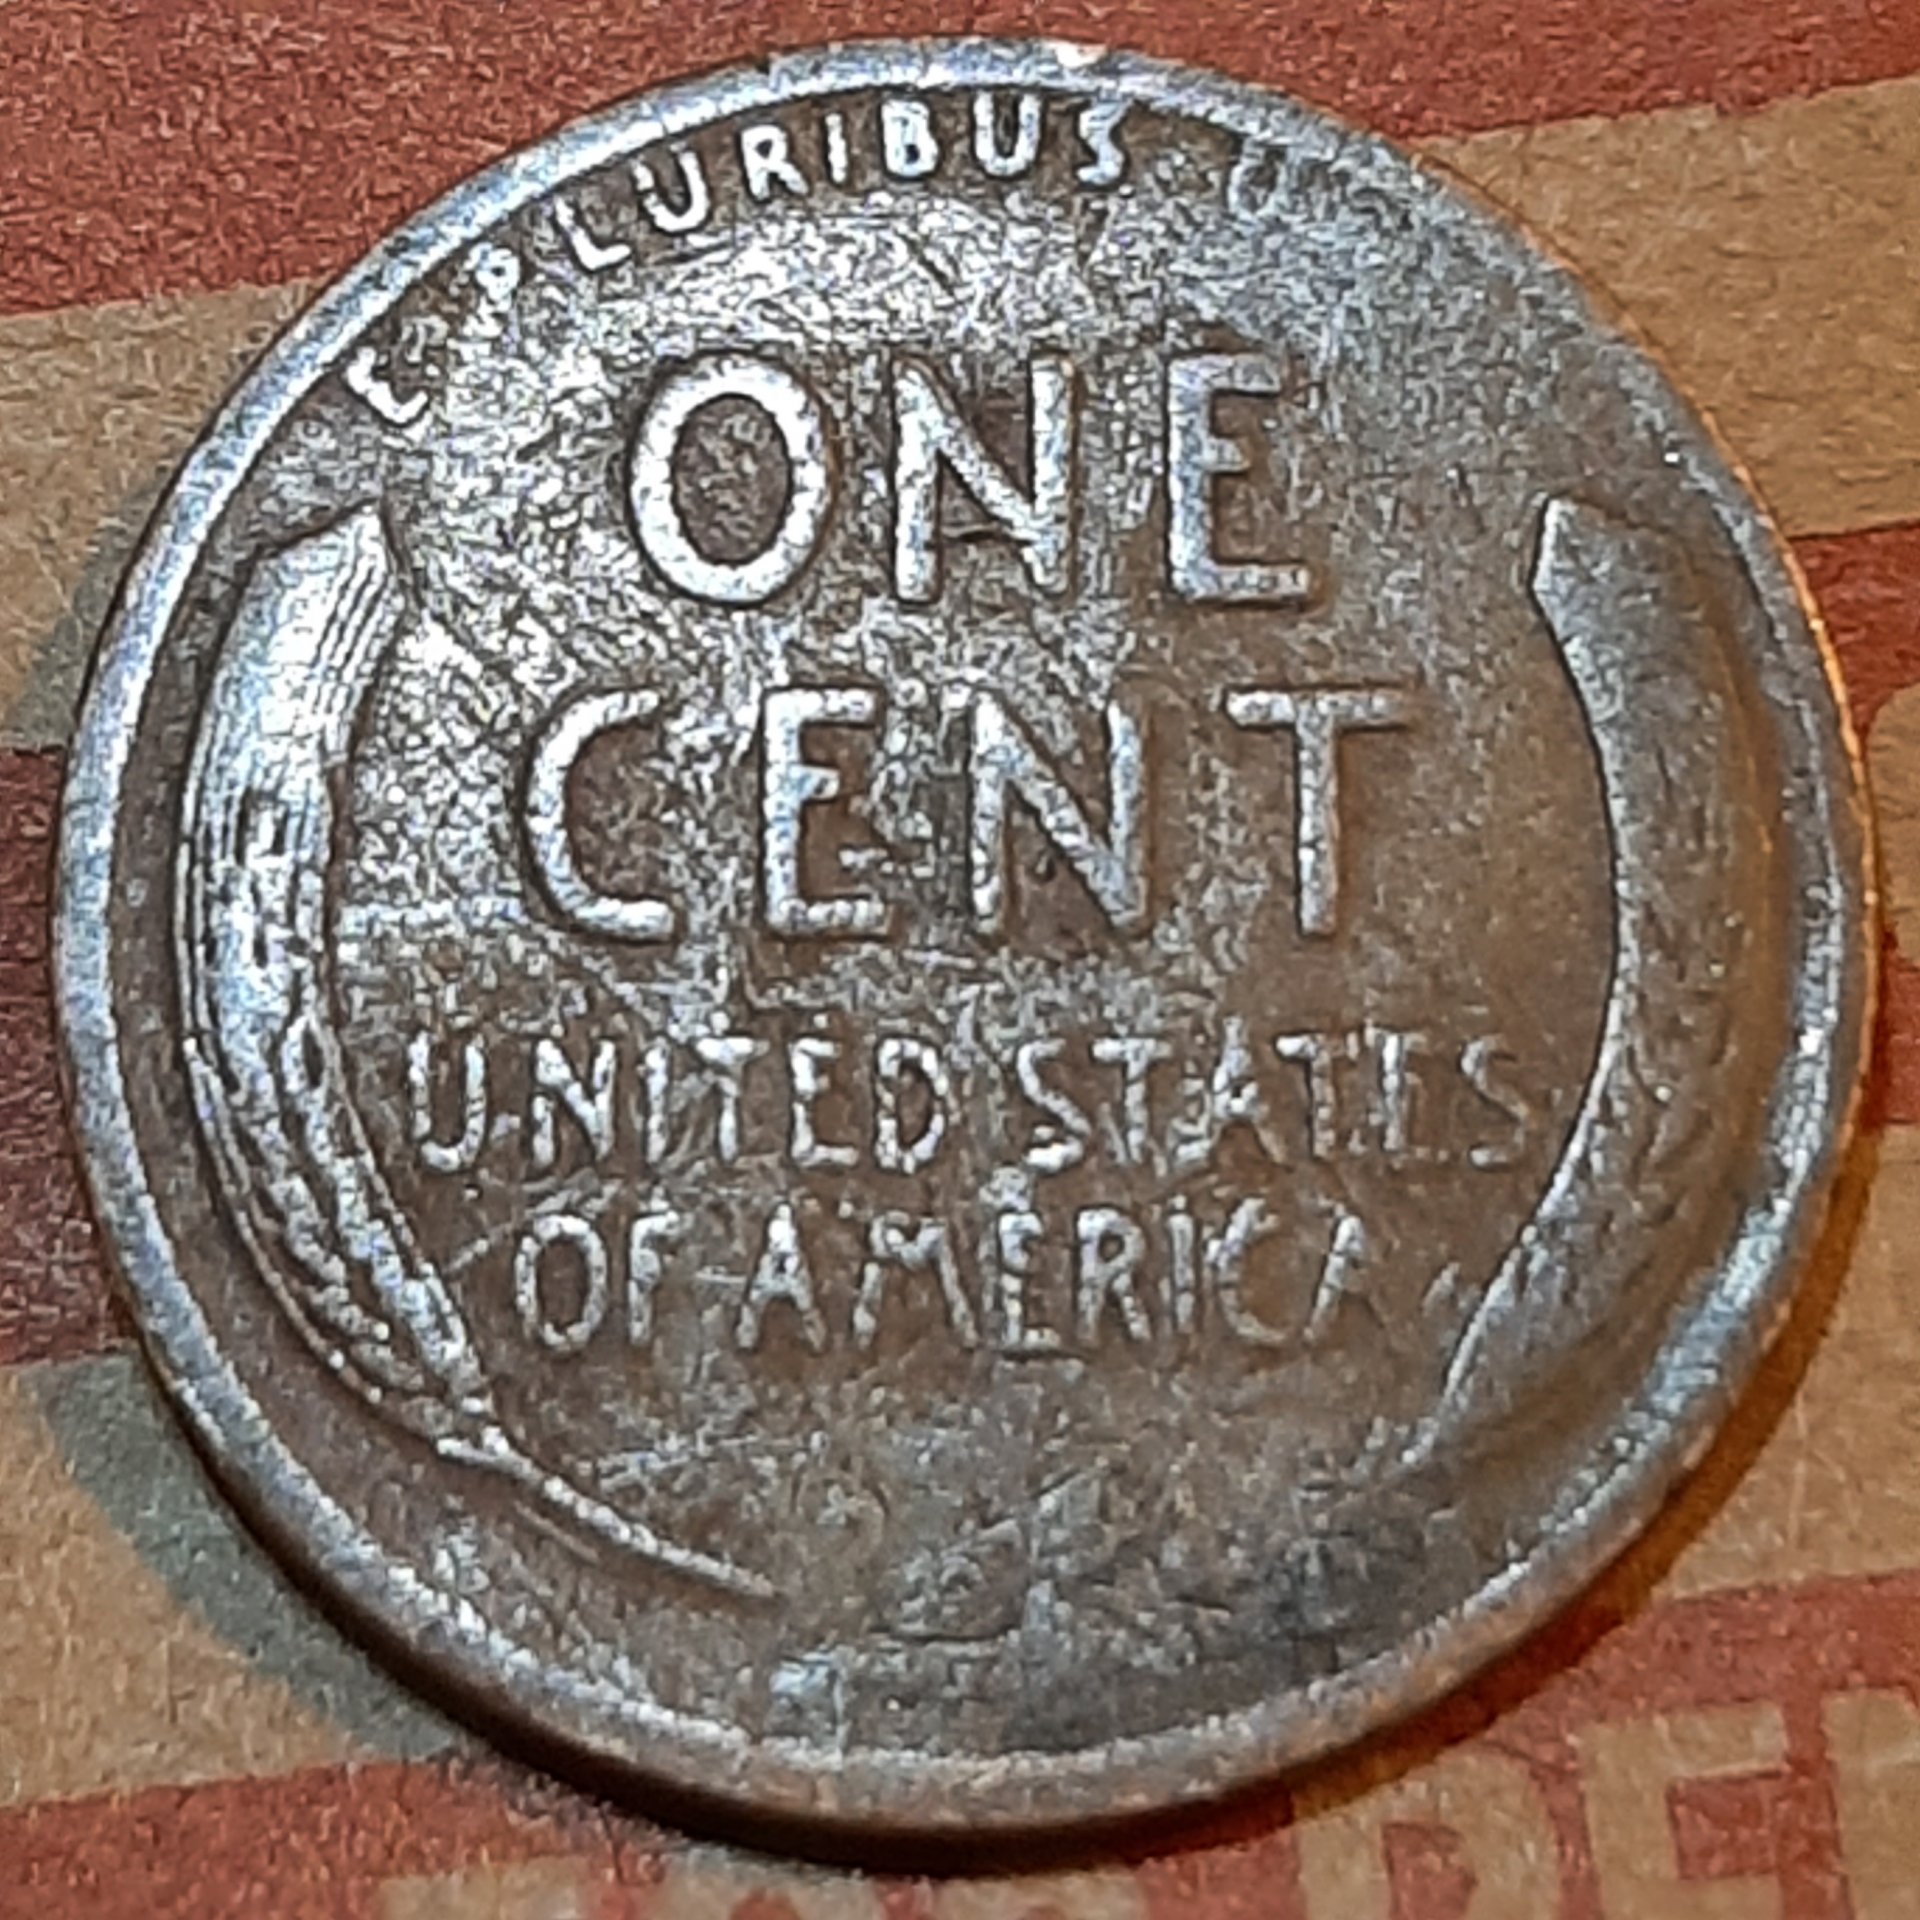 E PLURIBUS U
ONE
CENT
UNITED STATES
OF AMERICA